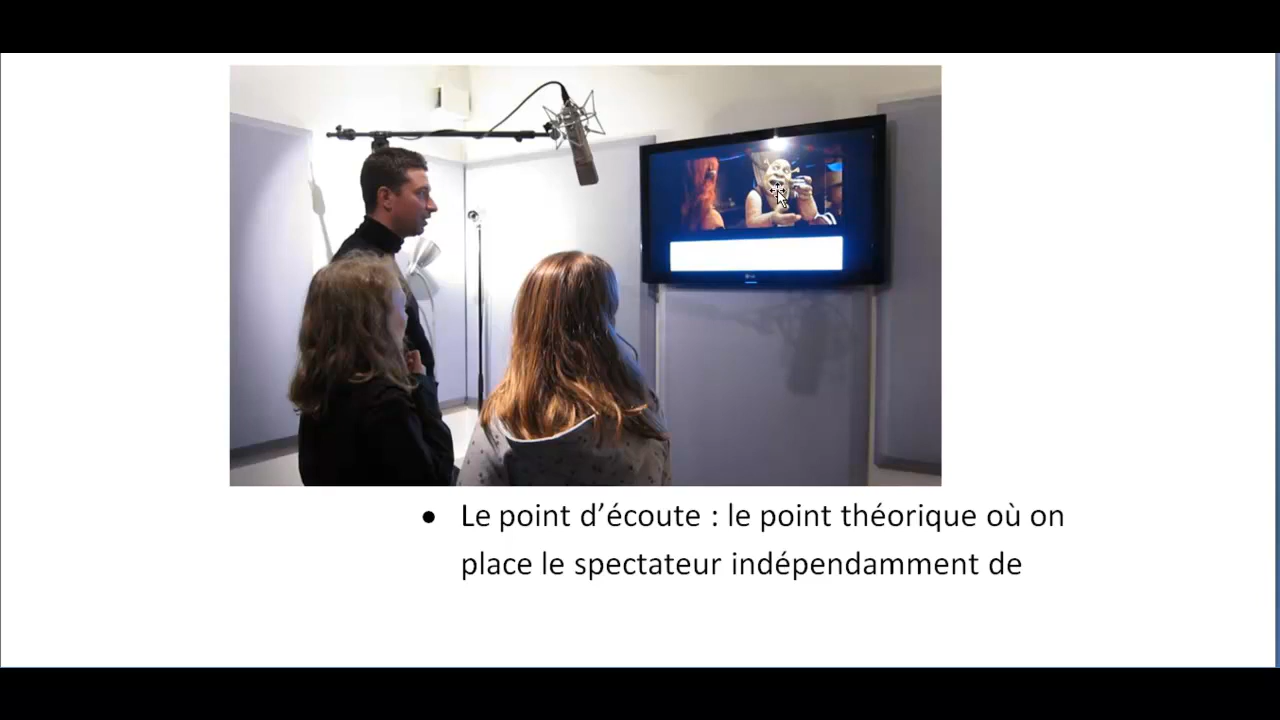 • Le point d’écoute : le point théorique où on
place le spectateur indépendamment de